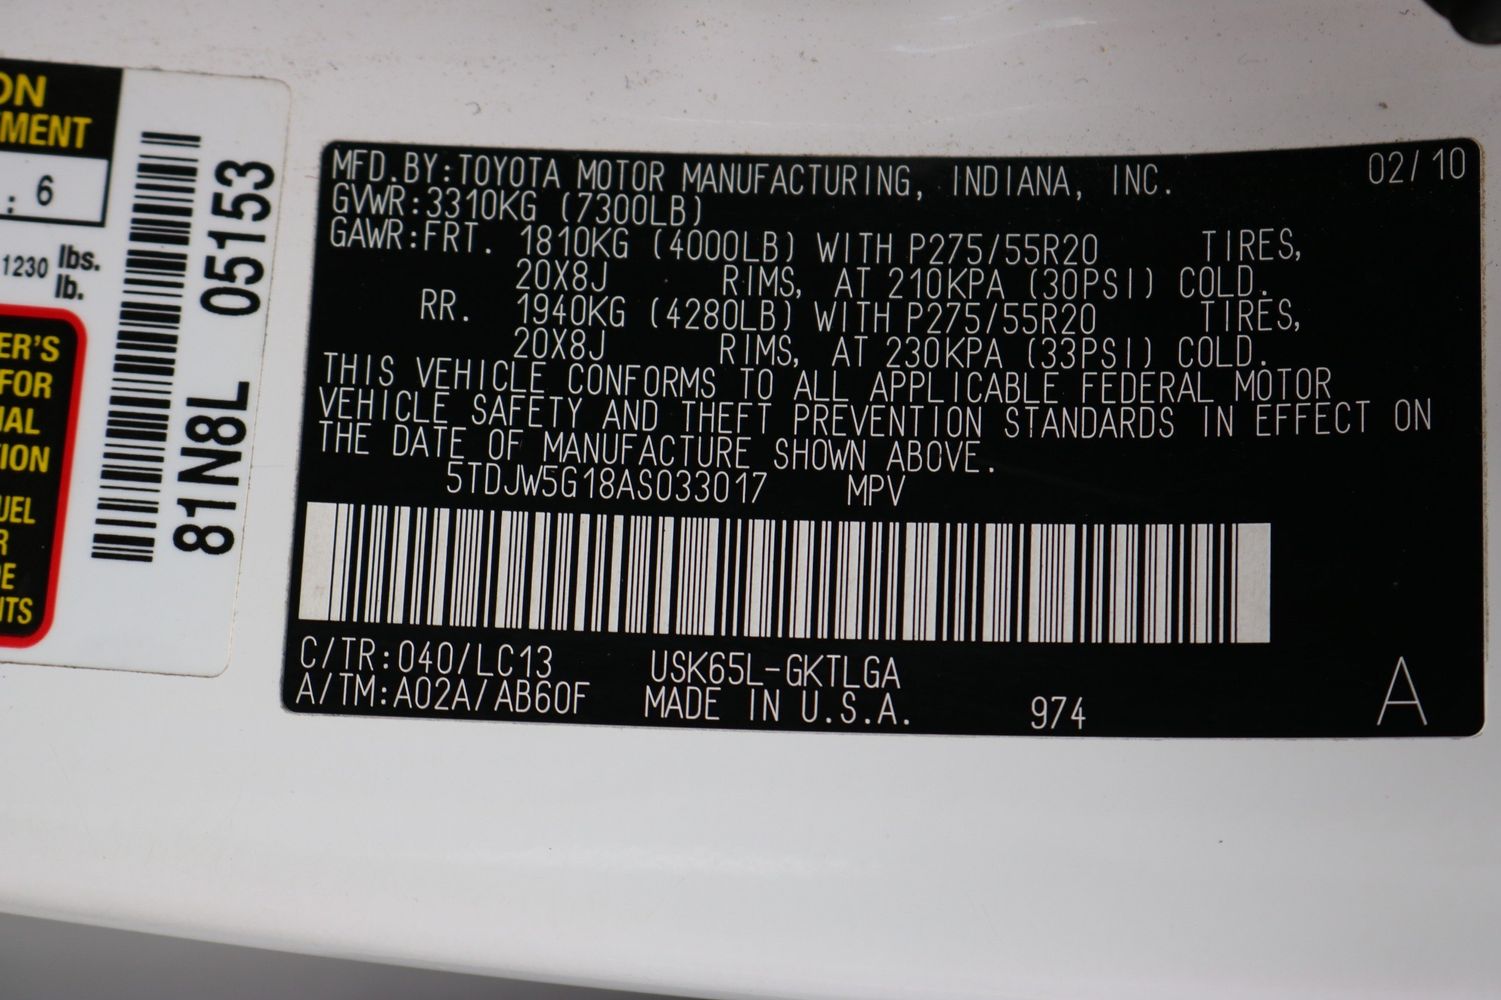 ON
MENT
: 6
1230 lbs.
lb.
ER'S
FOR
UAL
ION
UEL
R
E
NTS
81N8L 05153
MFD.BY:TOYOTA MOTOR MANUFACTURING, INDIANA, INC. 02/10
GVWR:3310KG (7300LB)
GAWR:FRT. 1810KG (4000LB) WITH P275/55R20 TIRES,
20X8J RIMS, AT 210KPA (30PSI) COLD.
RR. 1940KG (4280LB) WITH P275/55R20 TIRES,
20X8J RIMS, AT 230KPA (33PSI) COLD.
THIS VEHICLE CONFORMS TO ALL APPLICABLE FEDERAL MOTOR
VEHICLE SAFETY AND THEFT PREVENTION STANDARDS IN EFFECT ON
THE DATE OF MANUFACTURE SHOWN ABOVE.
5TDJW5G18AS033017 MPV
C/TR:040/LC13 USK65L-GKTLGA
A/TM:A02A/AB60F MADE IN U.S.A. 974 A